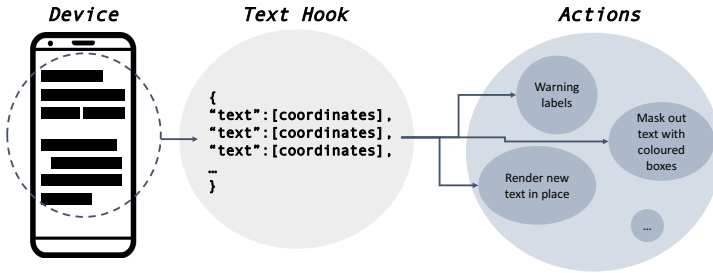 Device
Text Hook
Actions
{
“text”:[coordinates],
“text”:[coordinates],
“text”:[coordinates],
…
}
Warning
labels
Mask out
text with
coloured
boxes
Render new
text in place
...